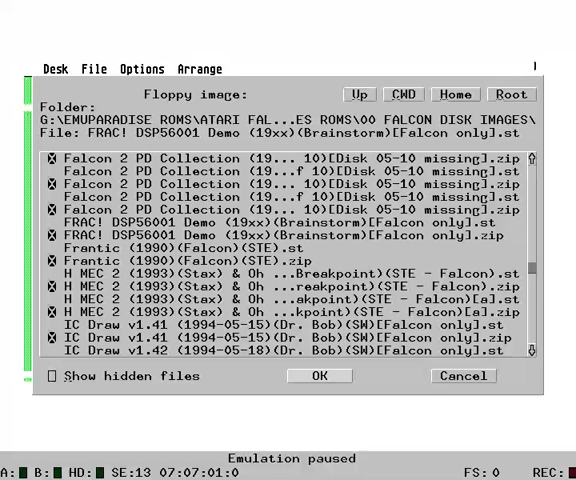 Desk File Options Arrange
Floppy image: Up CWD Home Root
Folder:
G:\EMUPARADISE ROMS\ATARI FAL...ES ROMS\00 FALCON DISK IMAGES\
File: FRAC! DSP56001 Demo (19xx)(Brainstorm)[Falcon only].st
Falcon 2 PD Collection (19... 10)[Disk 05-10 missing].zip
Falcon 2 PD Collection (19...f 10)[Disk 05-10 missing].st
Falcon 2 PD Collection (19... 10)[Disk 05-10 missing].zip
Falcon 2 PD Collection (19...f 10)[Disk 05-10 missing].st
Falcon 2 PD Collection (19... 10)[Disk 05-10 missing].zip
FRAC! DSP56001 Demo (19xx)(Brainstorm)[Falcon only].st
FRAC! DSP56001 Demo (19xx)(Brainstorm)[Falcon only].zip
Frantic (1990)(Falcon)(STE).st
Frantic (1990)(Falcon)(STE).zip
H MEC 2 (1993)(Stax) & Oh ...Breakpoint)(STE - Falcon).st
H MEC 2 (1993)(Stax) & Oh ...reakpoint)(STE - Falcon).zip
H MEC 2 (1993)(Stax) & Oh ...akpoint)(STE - Falcon)[a].st
H MEC 2 (1993)(Stax) & Oh ...kpoint)(STE - Falcon)[a].zip
IC Draw v1.41 (1994-05-15)(Dr. Bob)(SW)[Falcon only].st
IC Draw v1.41 (1994-05-15)(Dr. Bob)(SW)[Falcon only].zip
IC Draw v1.42 (1994-05-18)(Dr. Bob)(SW)[Falcon only].st
Show hidden files OK Cancel
Emulation paused
A: B: HD: SE:13 07:07:01:0 FS: 0 REC: